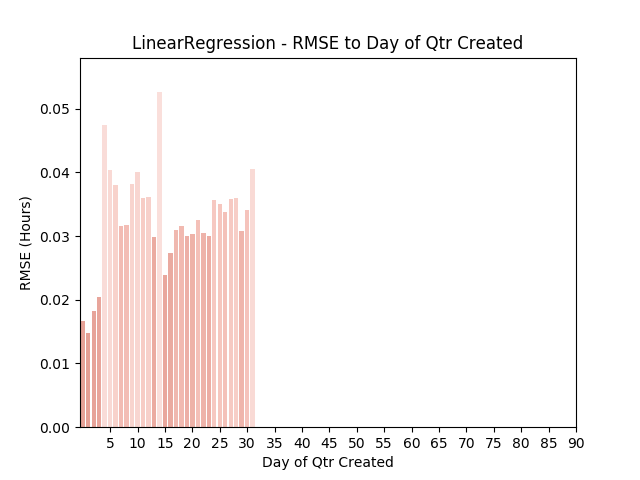 LinearRegression - RMSE to Day of Qtr Created
RMSE (Hours)
0.05
0.04
0.03
0.02
0.01
0.00
5 10 15 20 25 30 35 40 45 50 55 60 65 70 75 80 85 90
Day of Qtr Created